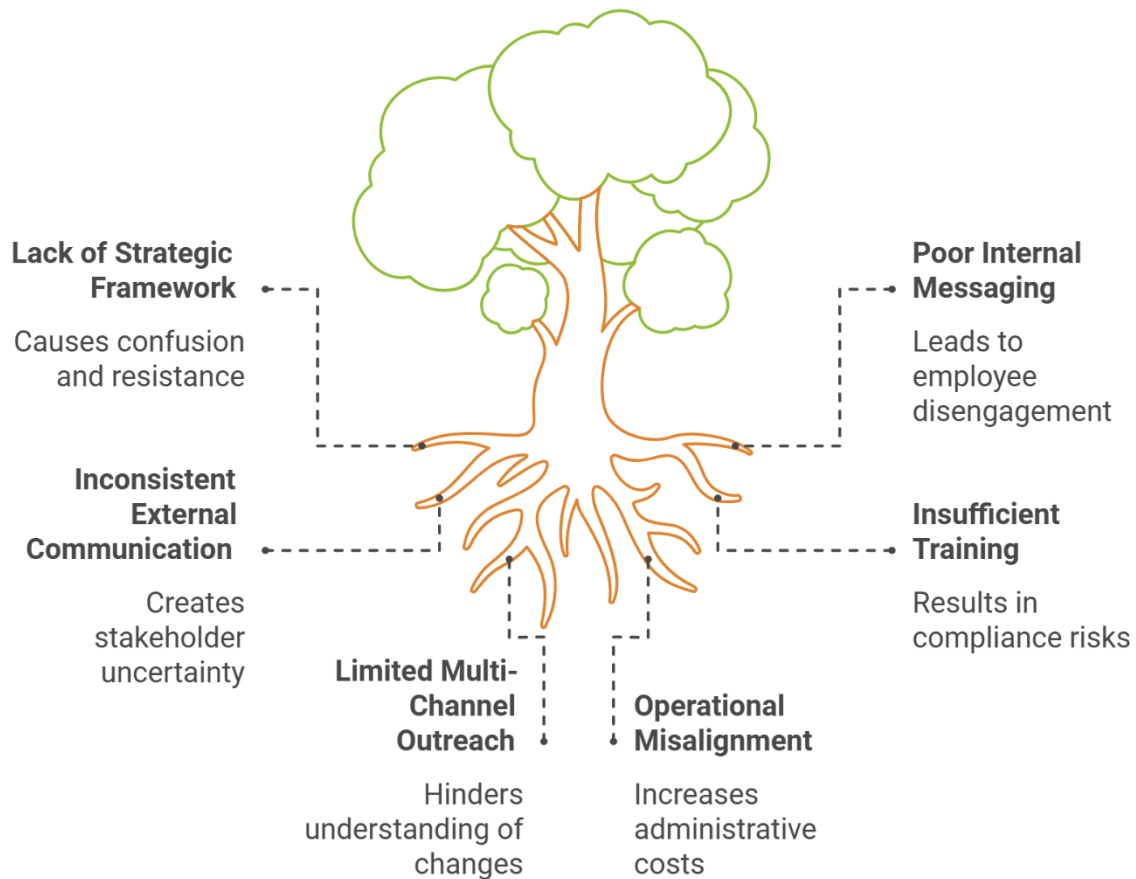 Lack of Strategic
Framework
Causes confusion
and resistance
Inconsistent
External
Communication
Creates
stakeholder
uncertainty
Limited Multi-
Channel
Outreach
Hinders
understanding of
changes
Operational
Misalignment
Increases
administrative
costs
Poor Internal
Messaging
Leads to
employee
disengagement
Insufficient
Training
Results in
compliance risks